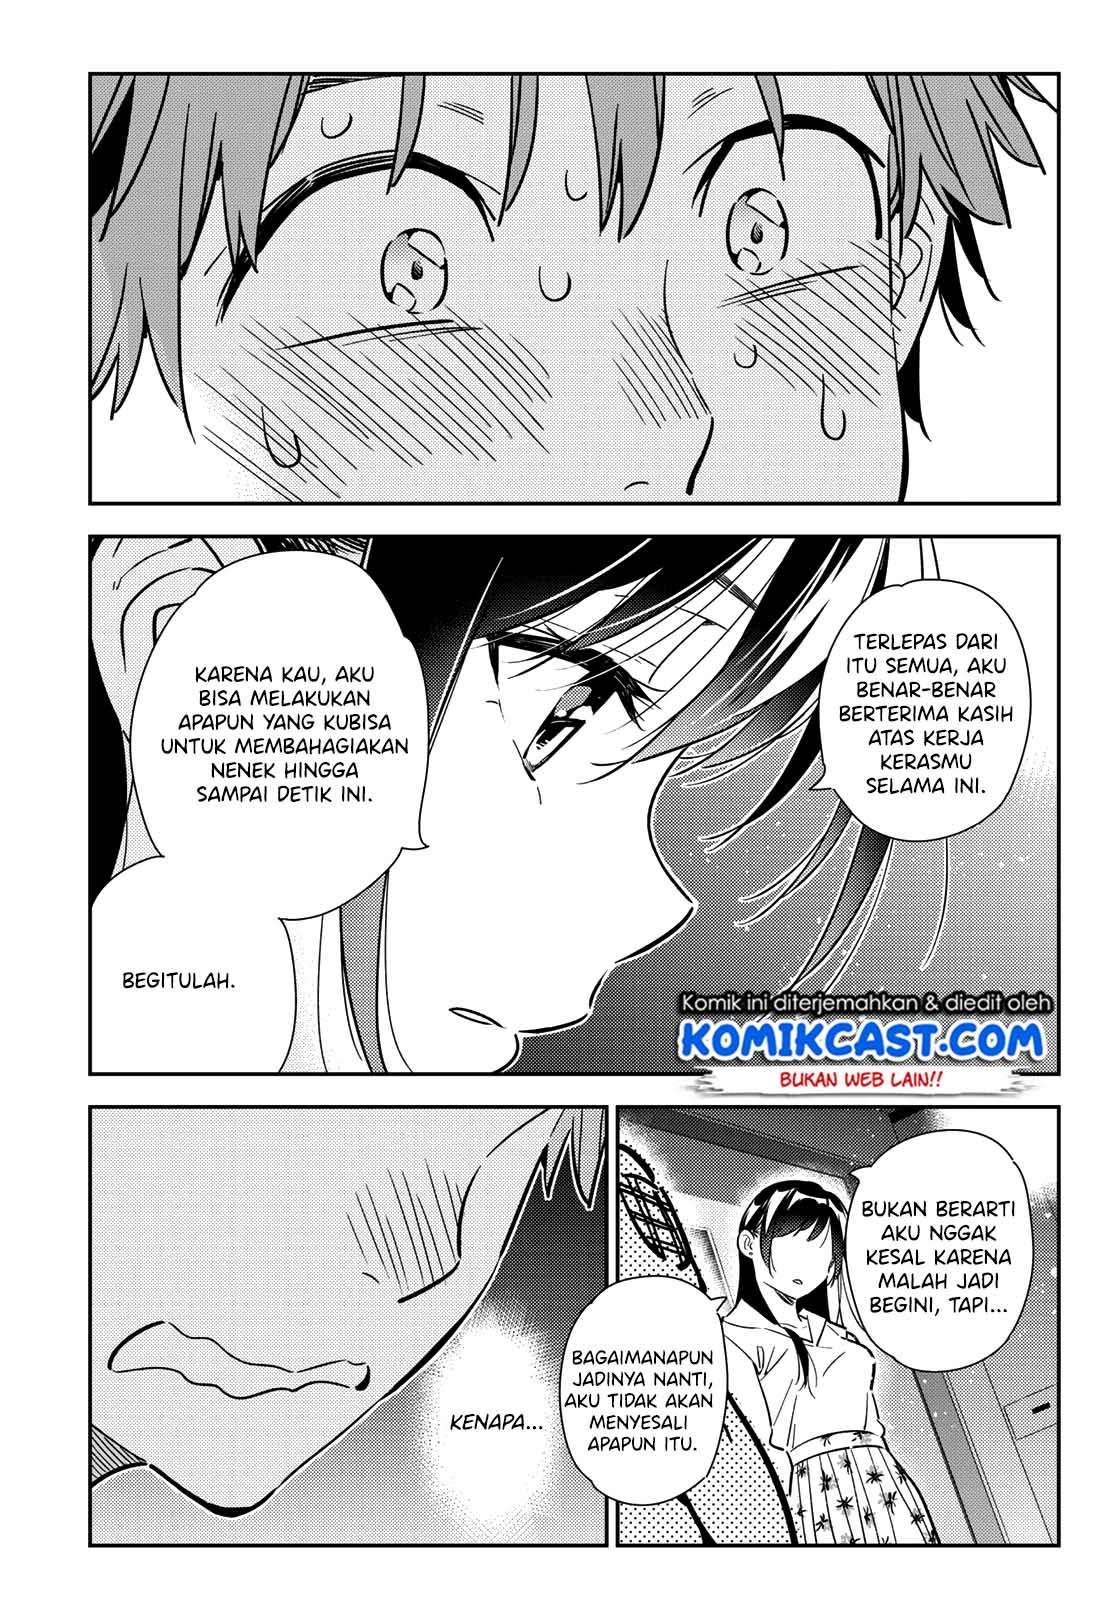 TERLEPAS DARI
ITU SEMUA, AKU
BENAR-BENAR
BERTERIMA KASIH
ATAS KERJA
KERASMU
SELAMA INI.
KARENA KAU, AKU
BISA MELAKUKAN
APAPUN YANG KUBISA
UNTUK MEMBAHAGIAKAN
NENEK HINGGA
SAMPAI DETIK INI.
BEGITULAH.
Komik ini diterjemahkan & diedit oleh
KOMIKCAST.COM
BUKAN WEB LAIN!!
BUKAN BERARTI
AKU NGGAK
KESAL KARENA
MALAH JADI
BEGINI, TAPI...
BAGAIMANAPUN
JADINYA NANTI,
AKU TIDAK AKAN
MENYESALI
APAPUN ITU.
KENAPA...